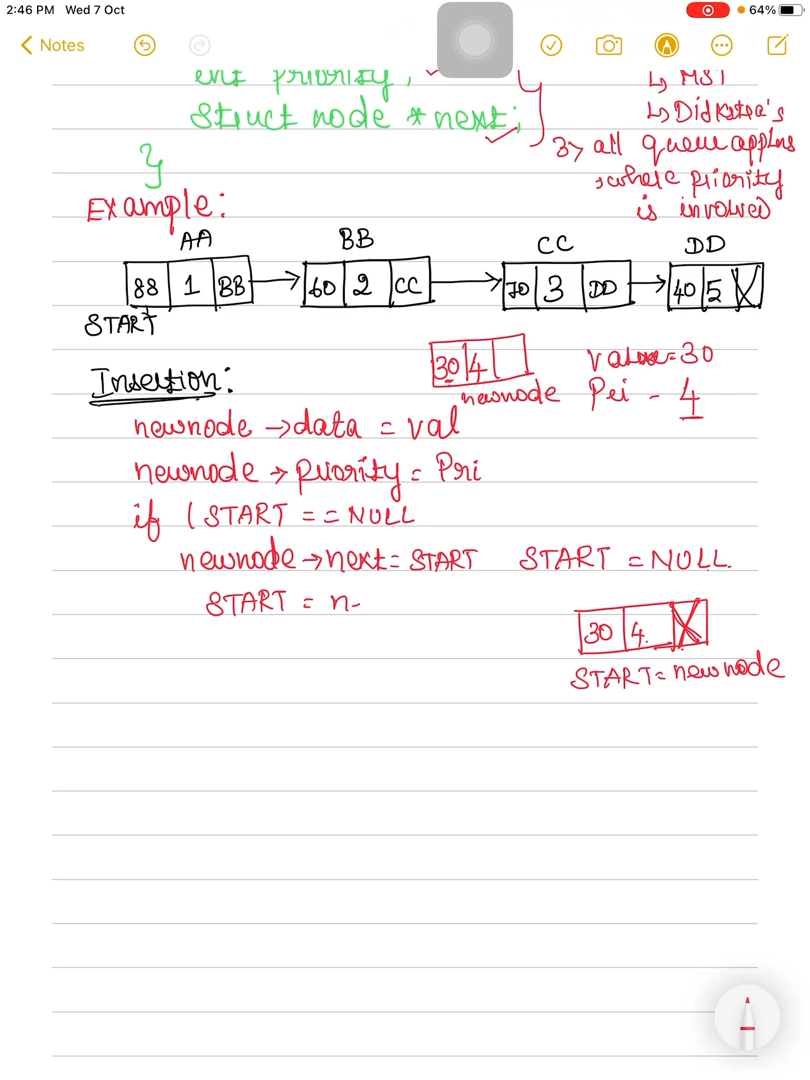 2:46 PM Wed 7 Oct
64%
Notes
int priority;
struct node *next;
}
↳ MST
↳ Dijkstra's
3> all queue applns
, where priority
is involved
Example:
AA BB CC DD
88 1 BB
60 2 CC
70 3 DD
40 5 X
START
Insertion:
30 4
newnode
value = 30
Pri - 4
newnode → data = val
newnode → priority = Pri
if (START == NULL
newnode → next = START START = NULL.
START = n
30 4 X
START = newnode